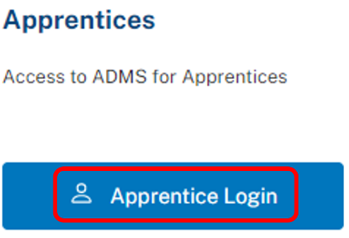 Apprentices
Access to ADMS for Apprentices
Apprentice Login